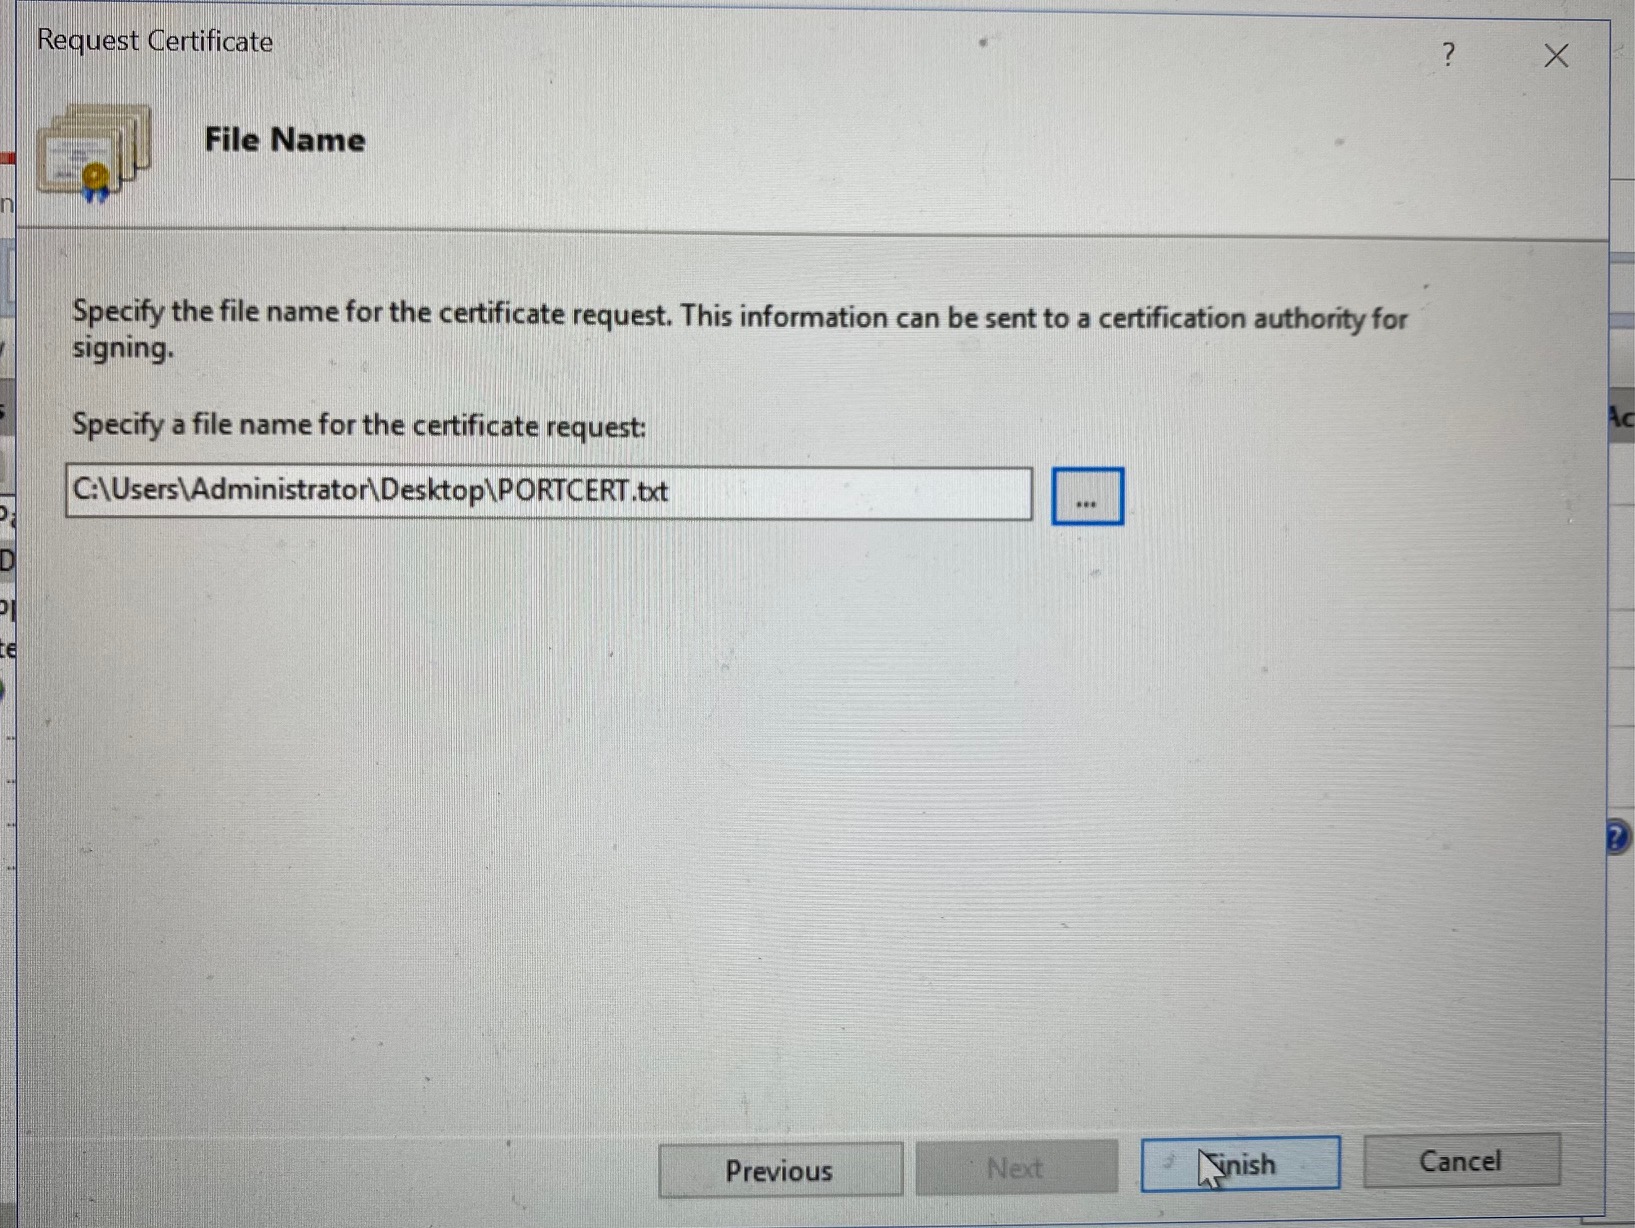 Request Certificate
?
File Name
Specify the file name for the certificate request. This information can be sent to a certification authority for
signing.
Specify a file name for the certificate request:
C:\Users\Administrator\Desktop\PORTCERT.txt
...
Previous
Next
Finish
Cancel
Ac
?